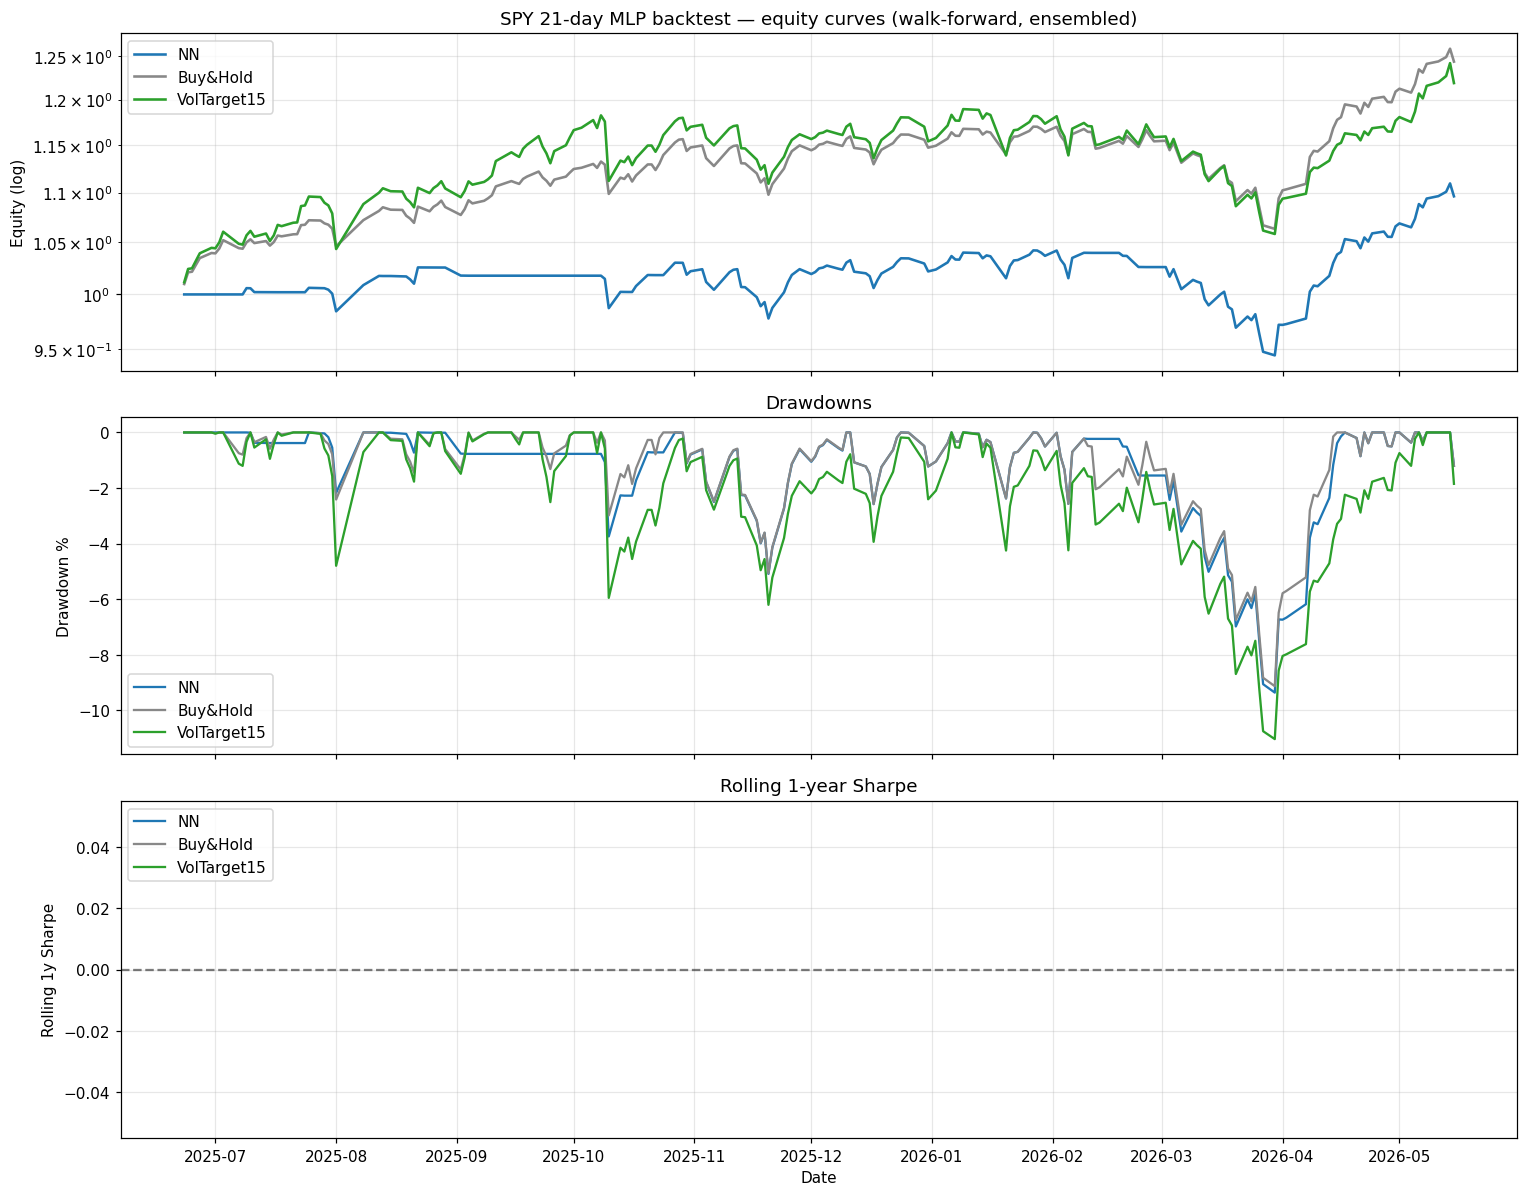 SPY 21-day MLP backtest — equity curves (walk-forward, ensembled)
NN
Buy&Hold
VolTarget15
Equity (log)
1.25 × 10⁰
1.2 × 10⁰
1.15 × 10⁰
1.1 × 10⁰
1.05 × 10⁰
10⁰
9.5 × 10⁻¹
Drawdowns
Drawdown %
0
−2
−4
−6
−8
−10
NN
Buy&Hold
VolTarget15
Rolling 1-year Sharpe
NN
Buy&Hold
VolTarget15
Rolling 1y Sharpe
0.04
0.02
0.00
−0.02
−0.04
2025-07 2025-08 2025-09 2025-10 2025-11 2025-12 2026-01 2026-02 2026-03 2026-04 2026-05
Date